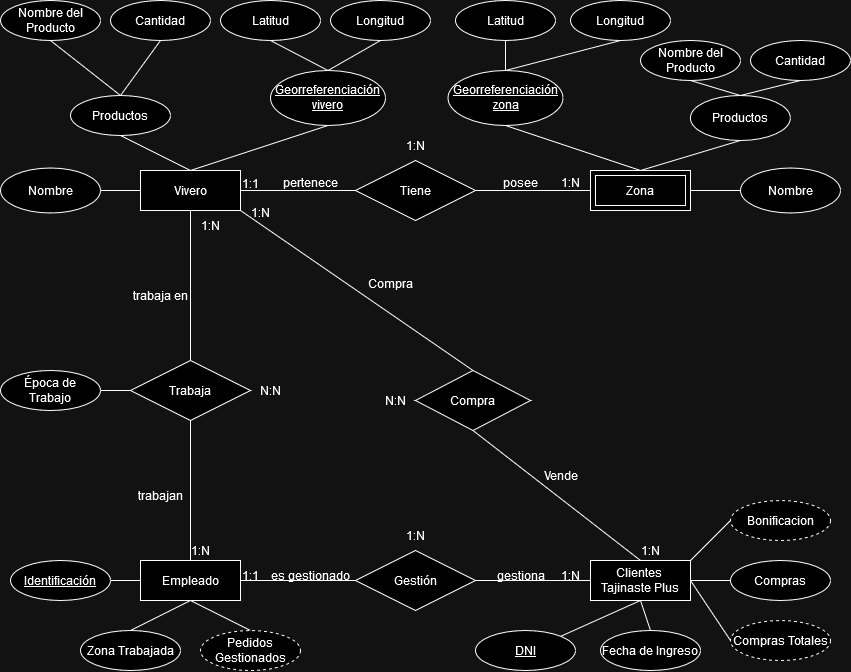 Nombre del
Producto
Cantidad
Latitud
Longitud
Latitud
Longitud
Nombre del
Producto
Cantidad
Productos
Georreferenciación
vivero
Georreferenciación
zona
Productos
1:N
Nombre
Vivero
1:1
pertenece
Tiene
posee
1:N
Zona
Nombre
1:N
1:N
Compra
trabaja en
Época de
Trabajo
Trabaja
N:N
N:N
Compra
Vende
trabajan
Bonificacion
1:N
1:N
1:N
Identificación
Empleado
1:1
es gestionado
Gestión
gestiona
1:N
Clientes
Tajinaste Plus
Compras
Zona Trabajada
Pedidos
Gestionados
DNI
Fecha de Ingreso
Compras Totales